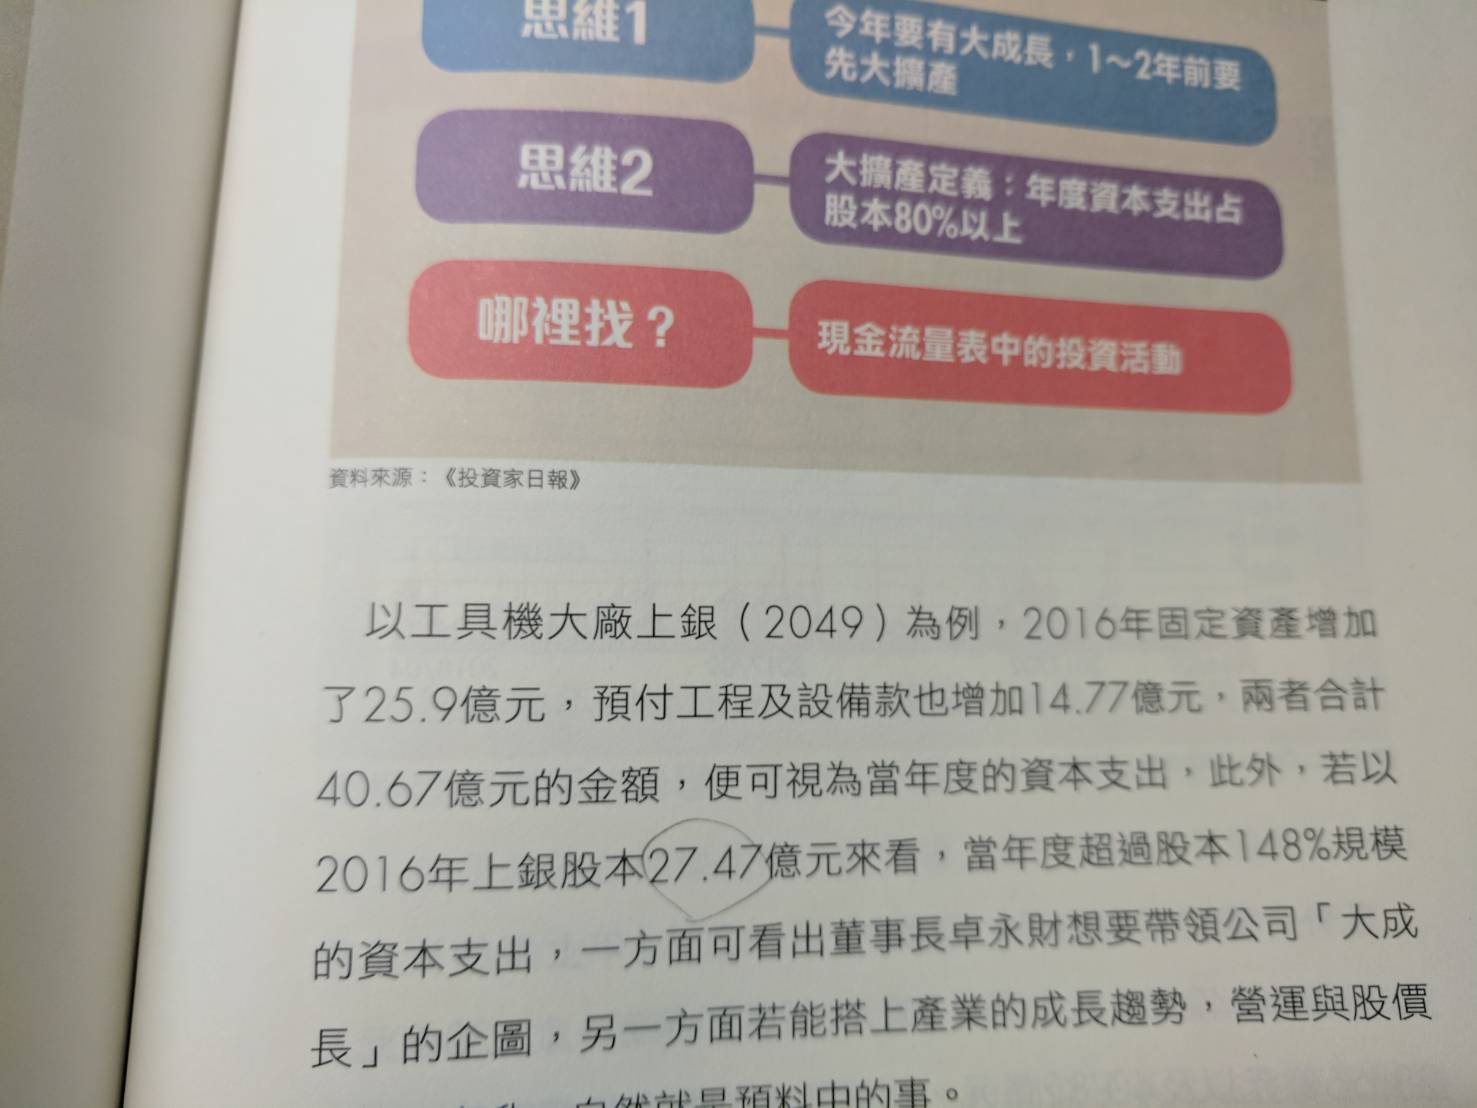 思維1
今年要有大成長，1～2年前要
先大擴產
思維2
大擴產定義：年度資本支出占
股本80%以上
哪裡找？
現金流量表中的投資活動
資料來源：《投資家日報》
以工具機大廠上銀（2049）為例，2016年固定資產增加
了25.9億元，預付工程及設備款也增加14.77億元，兩者合計
40.67億元的金額，便可視為當年度的資本支出，此外，若以
2016年上銀股本27.47億元來看，當年度超過股本148%規模
的資本支出，一方面可看出董事長卓永財想要帶領公司「大成
長」的企圖，另一方面若能搭上產業的成長趨勢，營運與股價
自然就是預料中的事。